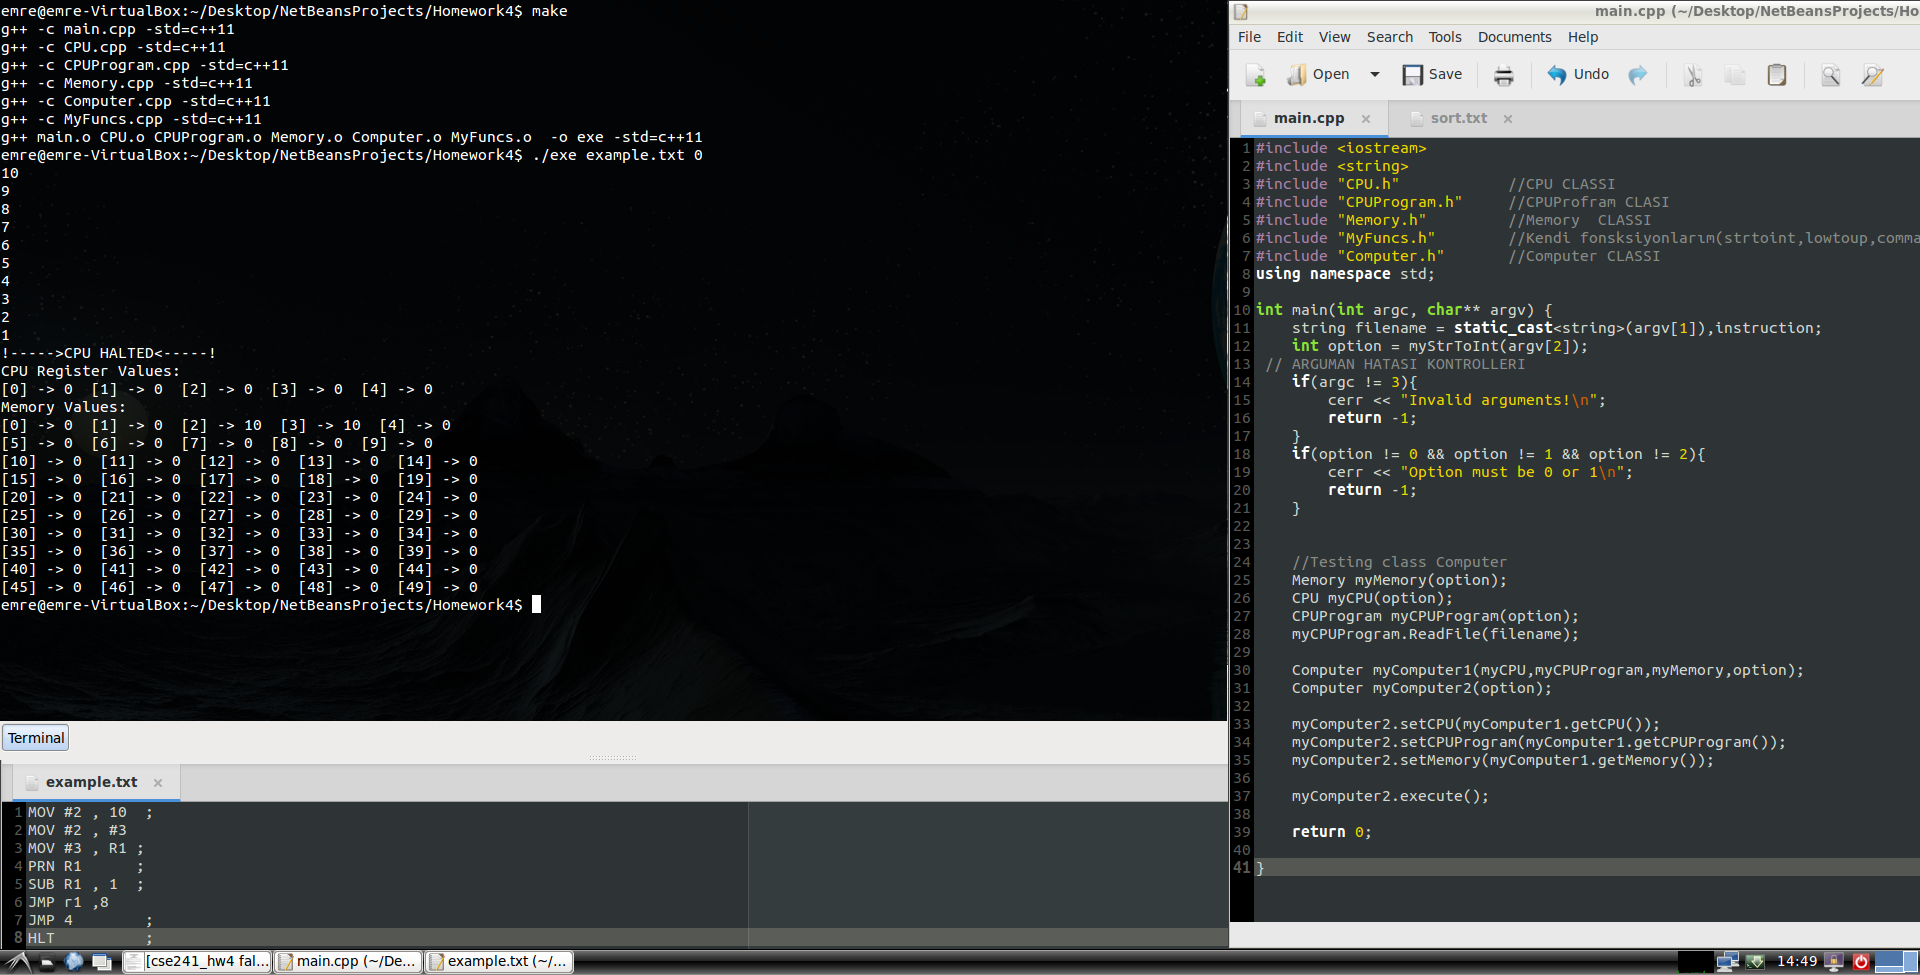 emre@emre-VirtualBox:~/Desktop/NetBeansProjects/Homework4$ make
g++ -c main.cpp -std=c++11
g++ -c CPU.cpp -std=c++11
g++ -c CPUProgram.cpp -std=c++11
g++ -c Memory.cpp -std=c++11
g++ -c Computer.cpp -std=c++11
g++ -c MyFuncs.cpp -std=c++11
g++ main.o CPU.o CPUProgram.o Memory.o Computer.o MyFuncs.o  -o exe -std=c++11
emre@emre-VirtualBox:~/Desktop/NetBeansProjects/Homework4$ ./exe example.txt 0
10
9
8
7
6
5
4
3
2
1
!----->CPU HALTED<-----!
CPU Register Values:
[0] -> 0  [1] -> 0  [2] -> 0  [3] -> 0  [4] -> 0
Memory Values:
[0] -> 0  [1] -> 0  [2] -> 10  [3] -> 10  [4] -> 0
[5] -> 0  [6] -> 0  [7] -> 0  [8] -> 0  [9] -> 0
[10] -> 0  [11] -> 0  [12] -> 0  [13] -> 0  [14] -> 0
[15] -> 0  [16] -> 0  [17] -> 0  [18] -> 0  [19] -> 0
[20] -> 0  [21] -> 0  [22] -> 0  [23] -> 0  [24] -> 0
[25] -> 0  [26] -> 0  [27] -> 0  [28] -> 0  [29] -> 0
[30] -> 0  [31] -> 0  [32] -> 0  [33] -> 0  [34] -> 0
[35] -> 0  [36] -> 0  [37] -> 0  [38] -> 0  [39] -> 0
[40] -> 0  [41] -> 0  [42] -> 0  [43] -> 0  [44] -> 0
[45] -> 0  [46] -> 0  [47] -> 0  [48] -> 0  [49] -> 0
emre@emre-VirtualBox:~/Desktop/NetBeansProjects/Homework4$
Terminal
example.txt ×
1 MOV #2 , 10  ;
2 MOV #2 , #3
3 MOV #3 , R1 ;
4 PRN R1      ;
5 SUB R1 , 1  ;
6 JMP r1 ,8
7 JMP 4        ;
8 HLT          ;
main.cpp (~/Desktop/NetBeansProjects/Ho
File Edit View Search Tools Documents Help
Open Save Undo
main.cpp × sort.txt ×
1 #include <iostream>
2 #include <string>
3 #include "CPU.h"            //CPU CLASSI
4 #include "CPUProgram.h"     //CPUProfram CLASI
5 #include "Memory.h"         //Memory  CLASSI
6 #include "MyFuncs.h"        //Kendi fonsksiyonlarım(strtoint,lowtoup,comma
7 #include "Computer.h"       //Computer CLASSI
8 using namespace std;
9
10 int main(int argc, char** argv) {
11     string filename = static_cast<string>(argv[1]),instruction;
12     int option = myStrToInt(argv[2]);
13  // ARGUMAN HATASI KONTROLLERI
14     if(argc != 3){
15         cerr << "Invalid arguments!\n";
16         return -1;
17     }
18     if(option != 0 && option != 1 && option != 2){
19         cerr << "Option must be 0 or 1\n";
20         return -1;
21     }
22
23
24     //Testing class Computer
25     Memory myMemory(option);
26     CPU myCPU(option);
27     CPUProgram myCPUProgram(option);
28     myCPUProgram.ReadFile(filename);
29
30     Computer myComputer1(myCPU,myCPUProgram,myMemory,option);
31     Computer myComputer2(option);
32
33     myComputer2.setCPU(myComputer1.getCPU());
34     myComputer2.setCPUProgram(myComputer1.getCPUProgram());
35     myComputer2.setMemory(myComputer1.getMemory());
36
37     myComputer2.execute();
38
39     return 0;
40
41 }
[cse241_hw4 fal... main.cpp (~/De... example.txt (~/... 14:49